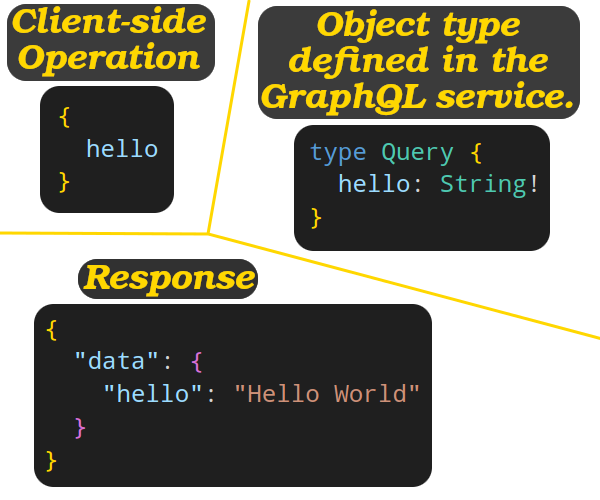 Client-side
Operation
{
  hello
}
Object type
defined in the
GraphQL service.
type Query {
  hello: String!
}
Response
{
  "data": {
    "hello": "Hello World"
  }
}